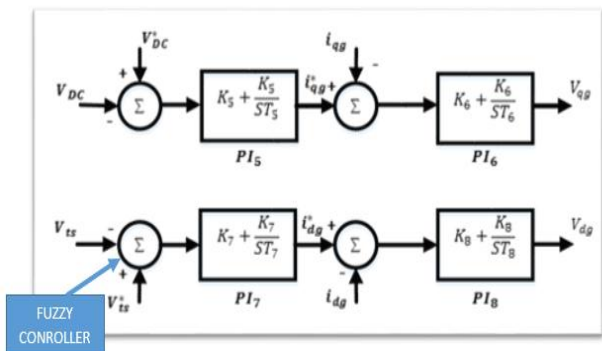 V*DC
iqg
VDC
+
-
Σ
K5 + K5/ST5
i*qg
+
-
Σ
K6 + K6/ST6
Vqg
PI5
PI6
Vts
-
+
Σ
K7 + K7/ST7
i*dg
+
-
Σ
K8 + K8/ST8
Vdg
V*ts
PI7
idg
PI8
FUZZY
CONROLLER